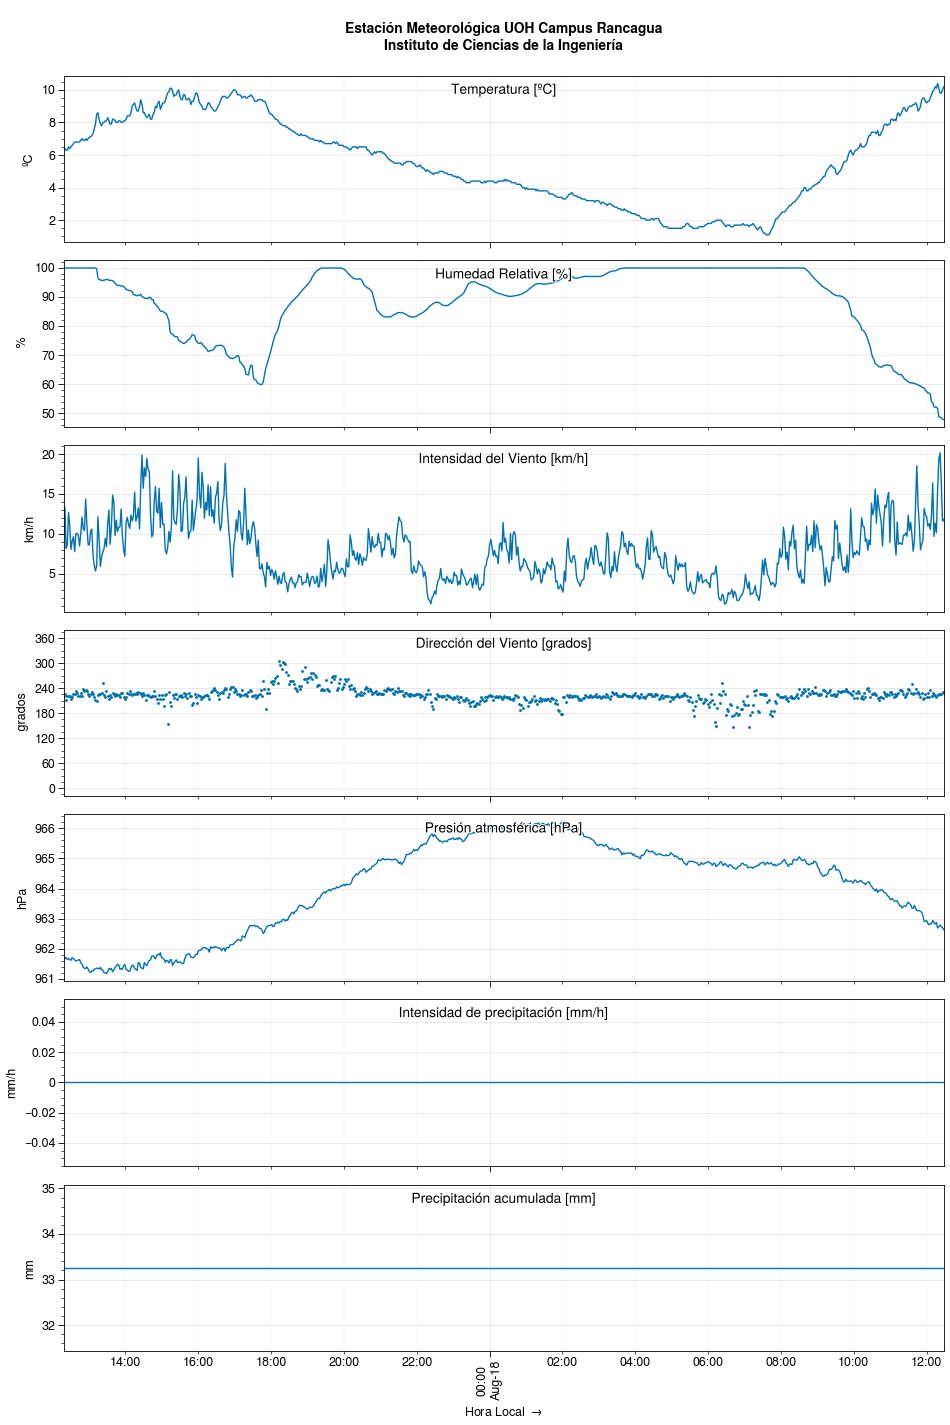 Estación Meteorológica UOH Campus Rancagua
Instituto de Ciencias de la Ingeniería
Temperatura [ºC]
ºC
10
8
6
4
2
Humedad Relativa [%]
%
100
90
80
70
60
50
Intensidad del Viento [km/h]
km/h
20
15
10
5
Dirección del Viento [grados]
grados
360
300
240
180
120
60
0
Presión atmosférica [hPa]
hPa
966
965
964
963
962
961
Intensidad de precipitación [mm/h]
mm/h
0.04
0.02
0
−0.02
−0.04
Precipitación acumulada [mm]
mm
35
34
33
32
14:00 16:00 18:00 20:00 22:00 00:00 02:00 04:00 06:00 08:00 10:00 12:00
Aug-18
Hora Local →